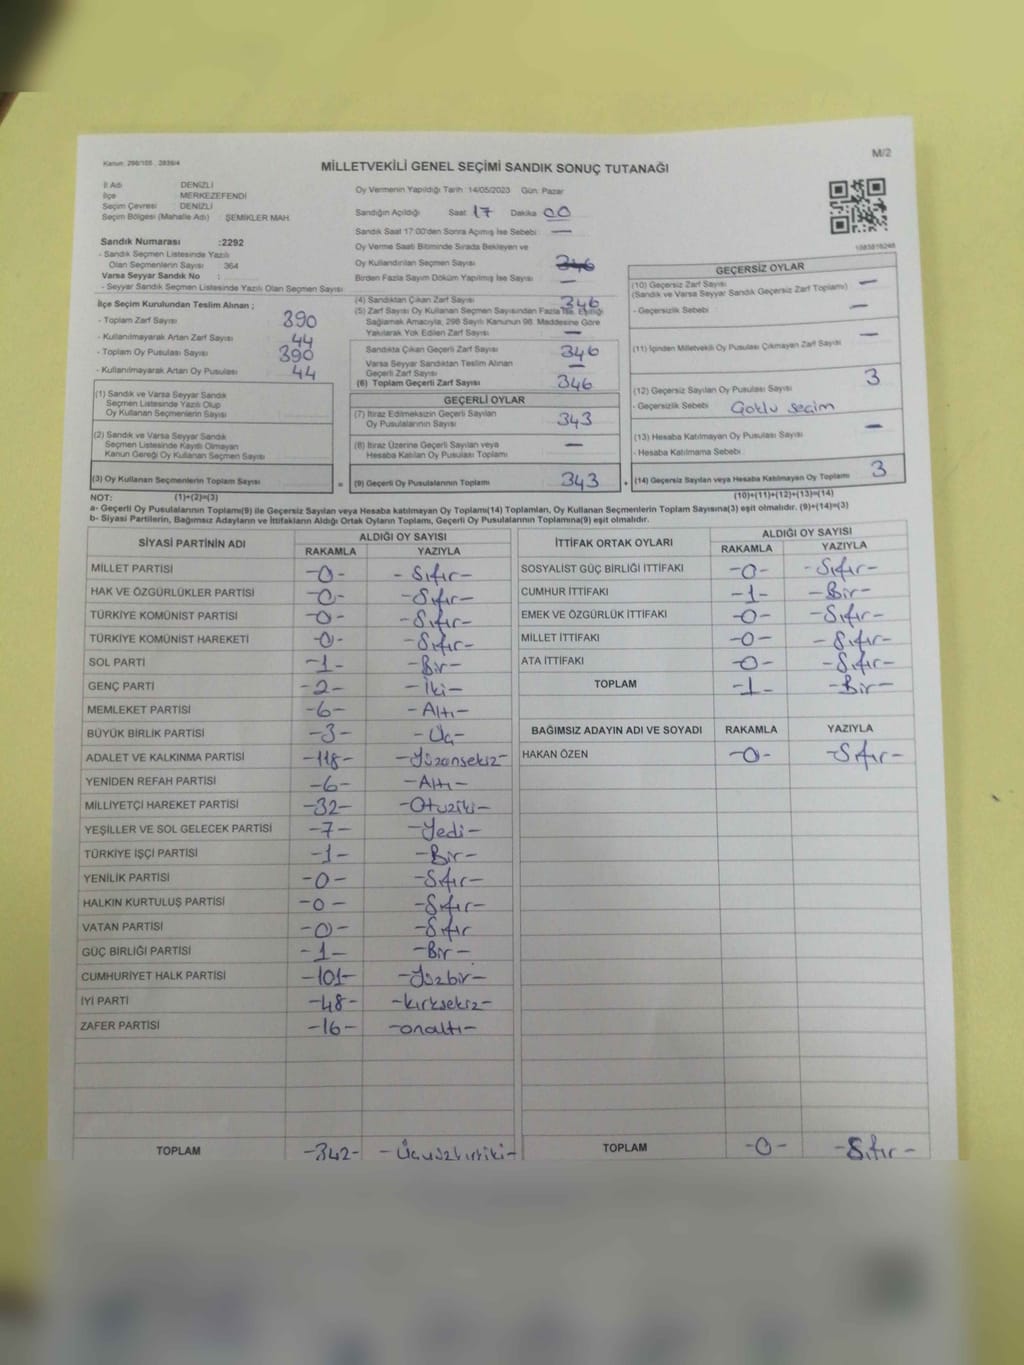 Kanun: 298/105 , 2839/4
M/2
MİLLETVEKİLİ GENEL SEÇİMİ SANDIK SONUÇ TUTANAĞI
İl Adı : DENİZLİ
İlçe : MERKEZEFENDİ
Seçim Çevresi : DENİZLİ
Seçim Bölgesi (Mahalle Adı) : ŞEMİKLER MAH.
Sandık Numarası :2292
- Sandık Seçmen Listesinde Yazılı
Olan Seçmenlerin Sayısı : 364
Varsa Seyyar Sandık No :
- Seyyar Sandık Seçmen Listesinde Yazılı Olan Seçmen Sayısı
Oy Vermenin Yapıldığı Tarih: 14/05/2023 Gün: Pazar
Sandığın Açıldığı Saat 17 Dakika 00
Sandık Saat 17:00'den Sonra Açılmış İse Sebebi : —
Oy Verme Saati Bitiminde Sırada Bekleyen ve
Oy Kullandırılan Seçmen Sayısı 346
Birden Fazla Sayım Döküm Yapılmış İse Sayısı —
1083816248
İlçe Seçim Kurulundan Teslim Alınan ;
- Toplam Zarf Sayısı 390
- Kullanılmayarak Artan Zarf Sayısı 44
- Toplam Oy Pusulası Sayısı 390
- Kullanılmayarak Artan Oy Pusulası 44
(1) Sandık ve Varsa Seyyar Sandık
Seçmen Listesinde Yazılı Olup
Oy Kullanan Seçmenlerin Sayısı
(2) Sandık ve Varsa Seyyar Sandık
Seçmen Listesinde Kayıtlı Olmayan
Kanun Gereği Oy Kullanan Seçmen Sayısı
(3) Oy Kullanan Seçmenlerin Toplam Sayısı =
(4) Sandıktan Çıkan Zarf Sayısı 346
(5) Zarf Sayısı Oy Kullanan Seçmen Sayısından Fazla İse, Eşitliği
Sağlamak Amacıyla, 298 Sayılı Kanunun 98. Maddesine Göre
Yakılarak Yok Edilen Zarf Sayısı —
Sandıkta Çıkan Geçerli Zarf Sayısı 346
Varsa Seyyar Sandıktan Teslim Alınan
Geçerli Zarf Sayısı —
(6) Toplam Geçerli Zarf Sayısı 346
GEÇERLİ OYLAR
(7) İtiraz Edilmeksizin Geçerli Sayılan
Oy Pusulalarının Sayısı 343
(8) İtiraz Üzerine Geçerli Sayılan veya
Hesaba Katılan Oy Pusulası Toplamı —
(9) Geçerli Oy Pusulalarının Toplamı 343 +
GEÇERSİZ OYLAR
(10) Geçersiz Zarf Sayısı —
(Sandık ve Varsa Seyyar Sandık Geçersiz Zarf Toplamı)
- Geçersizlik Sebebi : —
(11) İçinden Milletvekili Oy Pusulası Çıkmayan Zarf Sayısı —
(12) Geçersiz Sayılan Oy Pusulası Sayısı 3
- Geçersizlik Sebebi : Çoklu seçim
(13) Hesaba Katılmayan Oy Pusulası Sayısı —
- Hesaba Katılmama Sebebi :
(14) Geçersiz Sayılan veya Hesaba Katılmayan Oy Toplamı 3
NOT: (1)+(2)=(3)
(10)+(11)+(12)+(13)=(14)
a- Geçerli Oy Pusulalarının Toplamı(9) ile Geçersiz Sayılan veya Hesaba katılmayan Oy Toplamı(14) Toplamları, Oy Kullanan Seçmenlerin Toplam Sayısına(3) eşit olmalıdır. (9)+(14)=(3)
b- Siyasi Partilerin, Bağımsız Adayların ve İttifakların Aldığı Ortak Oyların Toplamı, Geçerli Oy Pusulalarının Toplamına(9) eşit olmalıdır.
SİYASİ PARTİNİN ADI ALDIĞI OY SAYISI
RAKAMLA YAZIYLA
MİLLET PARTİSİ -0- -Sıfır-
HAK VE ÖZGÜRLÜKLER PARTİSİ -0- -Sıfır-
TÜRKİYE KOMÜNİST PARTİSİ -0- -Sıfır-
TÜRKİYE KOMÜNİST HAREKETİ -0- -Sıfır-
SOL PARTİ -1- -Bir-
GENÇ PARTİ -2- -İki-
MEMLEKET PARTİSİ -6- -Altı-
BÜYÜK BİRLİK PARTİSİ -3- -Üç-
ADALET VE KALKINMA PARTİSİ -118- -Yüzonsekiz-
YENİDEN REFAH PARTİSİ -6- -Altı-
MİLLİYETÇİ HAREKET PARTİSİ -32- -Otuziki-
YEŞİLLER VE SOL GELECEK PARTİSİ -7- -Yedi-
TÜRKİYE İŞÇİ PARTİSİ -1- -Bir-
YENİLİK PARTİSİ -0- -Sıfır-
HALKIN KURTULUŞ PARTİSİ -0- -Sıfır-
VATAN PARTİSİ -0- -Sıfır
GÜÇ BİRLİĞİ PARTİSİ -1- -Bir-
CUMHURİYET HALK PARTİSİ -101- -Yüzbir-
İYİ PARTİ -48- -kırksekiz-
ZAFER PARTİSİ -16- -onaltı-
TOPLAM -342- -Üçyüzkırkiki-
İTTİFAK ORTAK OYLARI ALDIĞI OY SAYISI
RAKAMLA YAZIYLA
SOSYALİST GÜÇ BİRLİĞİ İTTİFAKI -0- -Sıfır-
CUMHUR İTTİFAKI -1- -Bir-
EMEK VE ÖZGÜRLÜK İTTİFAKI -0- -Sıfır-
MİLLET İTTİFAKI -0- -Sıfır-
ATA İTTİFAKI -0- -Sıfır-
TOPLAM -1- -Bir-
BAĞIMSIZ ADAYIN ADI VE SOYADI RAKAMLA YAZIYLA
HAKAN ÖZEN -0- -Sıfır-
TOPLAM -0- -Sıfır-